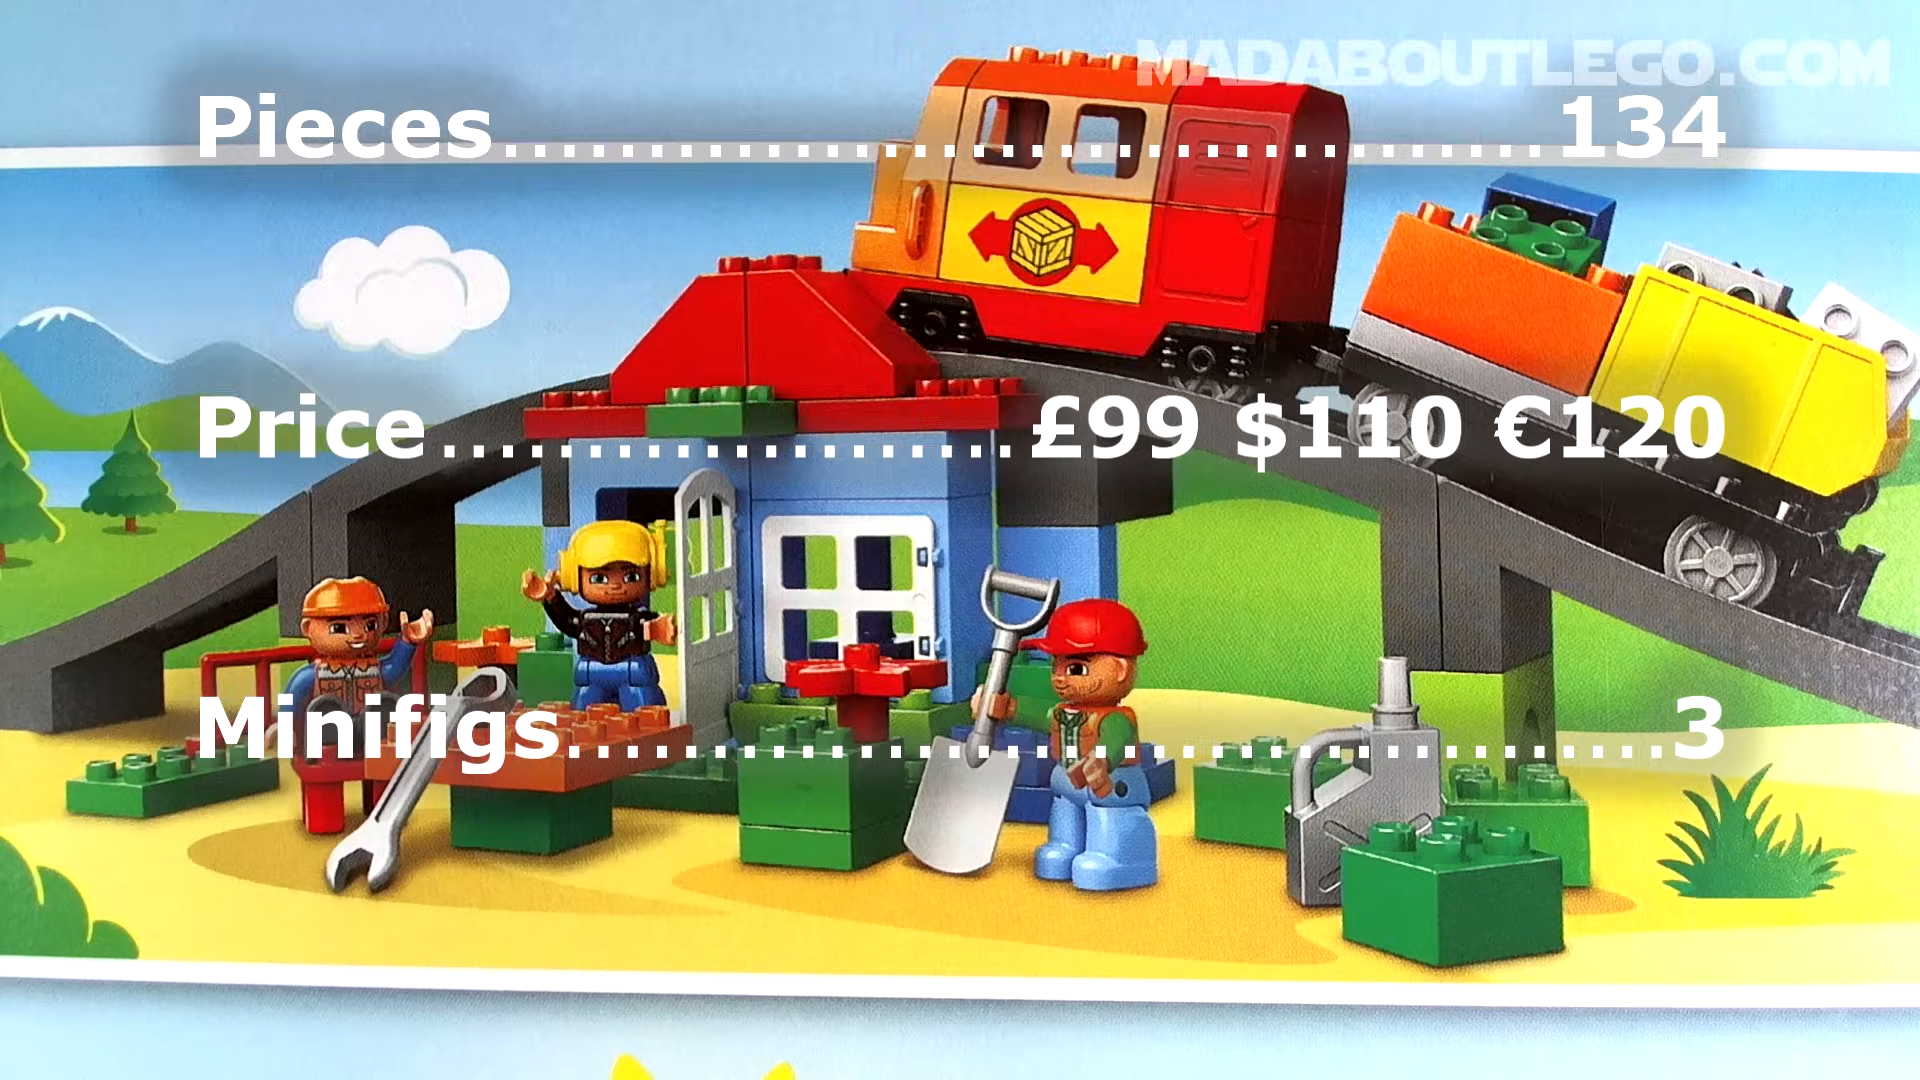 MADABOUTLEGO.COM
Pieces....................................134
Price....................£99 $110 €120
Minifigs......................................3